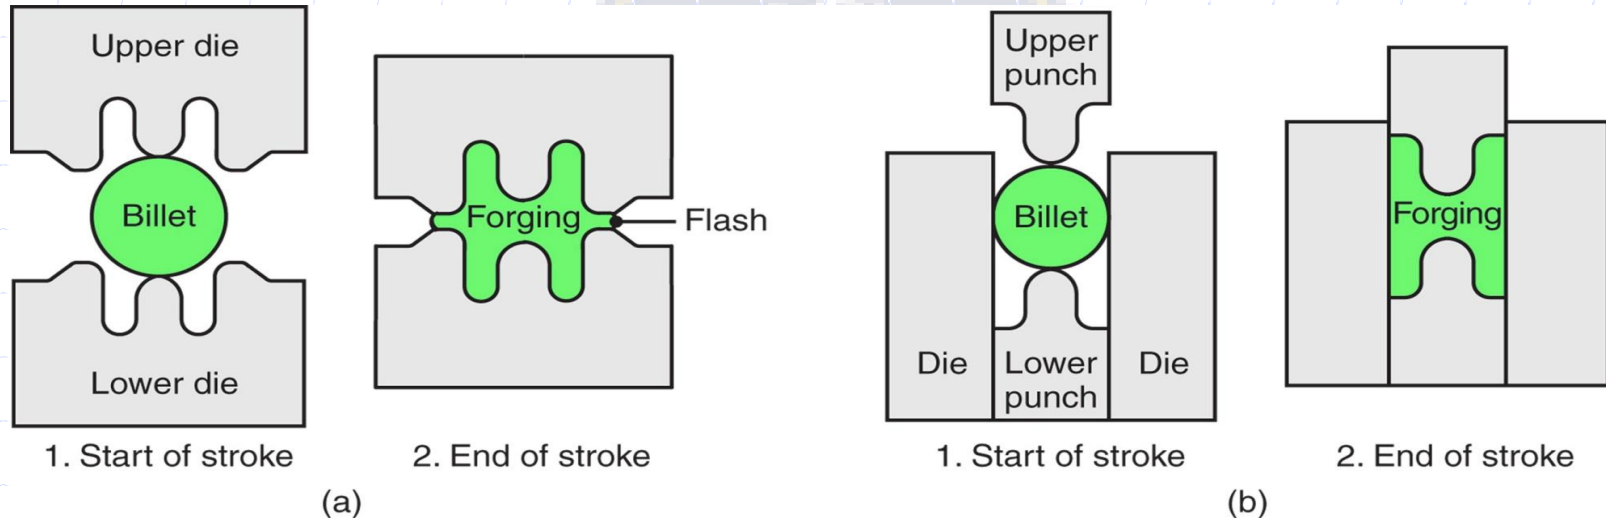 Upper die
Billet
Lower die
1. Start of stroke
Forging
Flash
2. End of stroke
(a)
Upper
punch
Billet
Die
Lower
punch
Die
1. Start of stroke
Forging
2. End of stroke
(b)